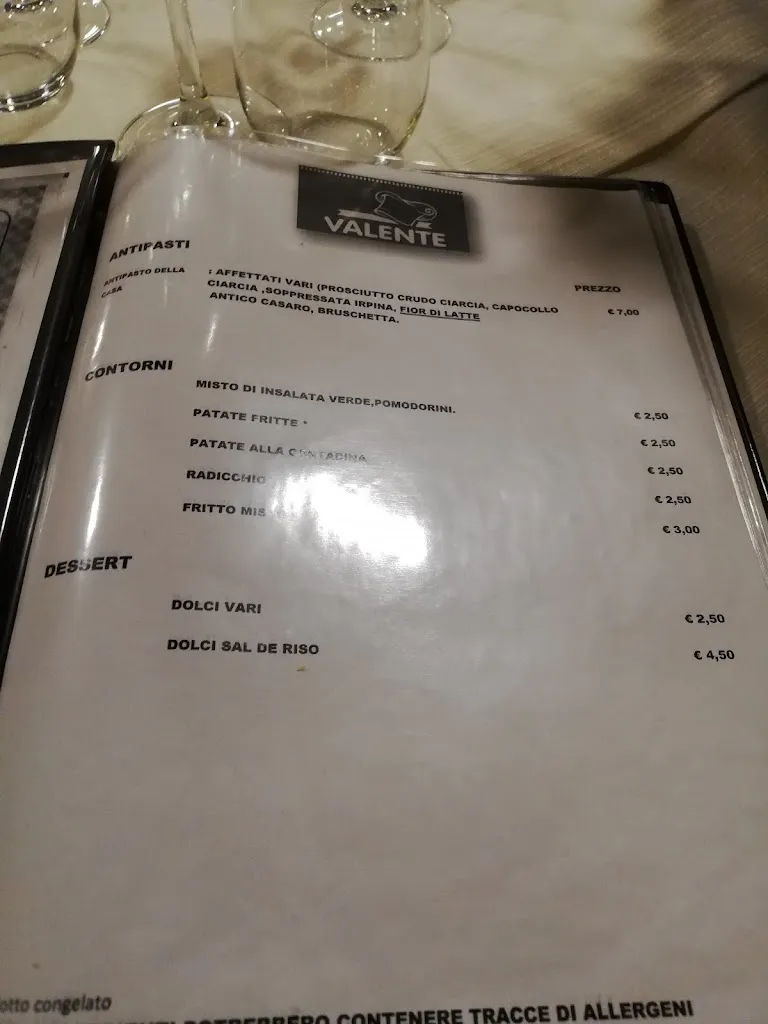 VALENTE
ANTIPASTI
PREZZO
ANTIPASTO DELLA CASA : AFFETTATI VARI (PROSCIUTTO CRUDO CIARCIA, CAPOCOLLO
CIARCIA ,SOPPRESSATA IRPINA, FIOR DI LATTE
ANTICO CASARO, BRUSCHETTA. € 7,00
CONTORNI
MISTO DI INSALATA VERDE,POMODORINI. € 2,50
PATATE FRITTE * € 2,50
PATATE ALLA CONTADINA € 2,50
RADICCHIO € 2,50
FRITTO € 3,00
DESSERT
DOLCI VARI € 2,50
DOLCI SAL DE RISO € 4,50
congelato
POTREBBERO CONTENERE TRACCE DI ALLERGENI